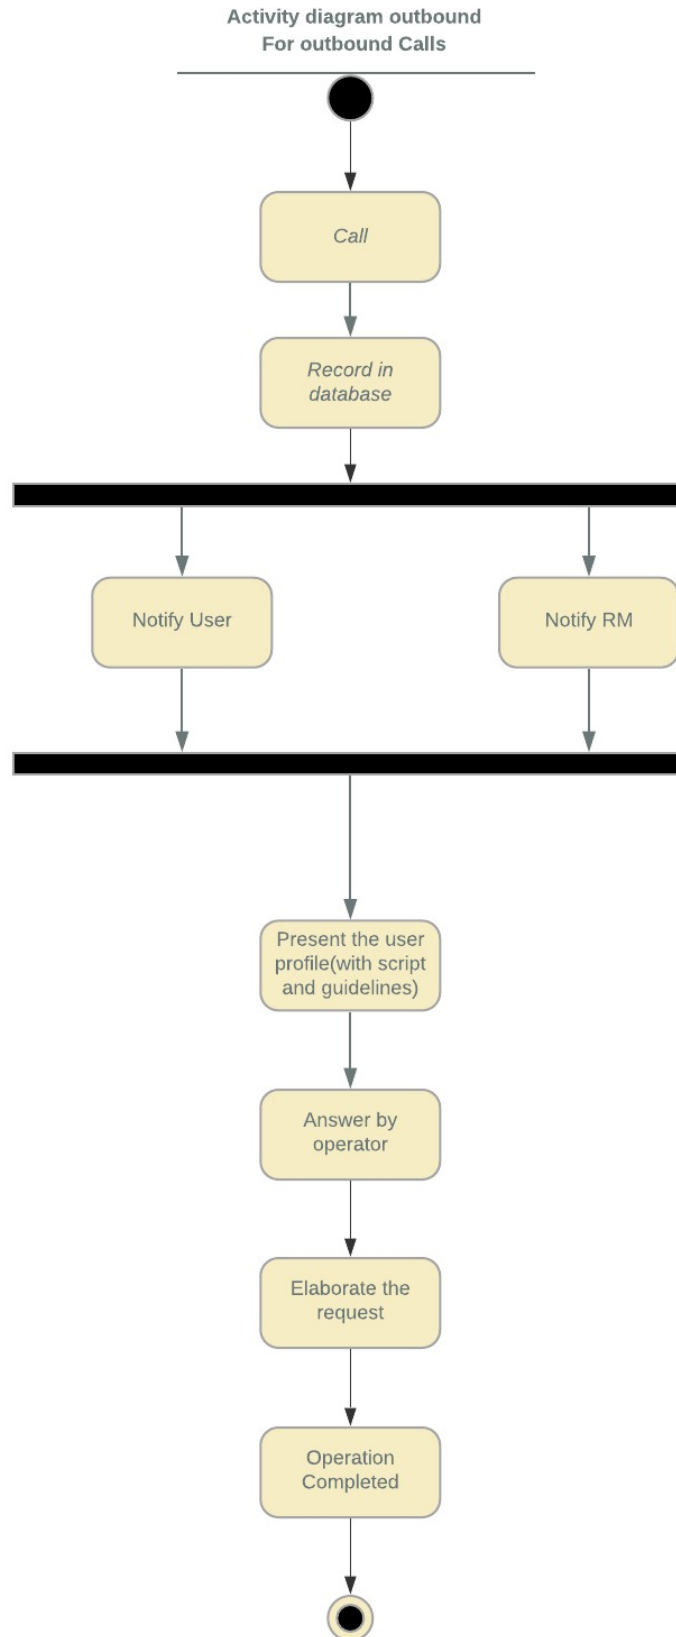 Activity diagram outbound
For outbound Calls
Call
Record in
database
Notify User
Notify RM
Present the user
profile(with script
and guidelines)
Answer by
operator
Elaborate the
request
Operation
Completed